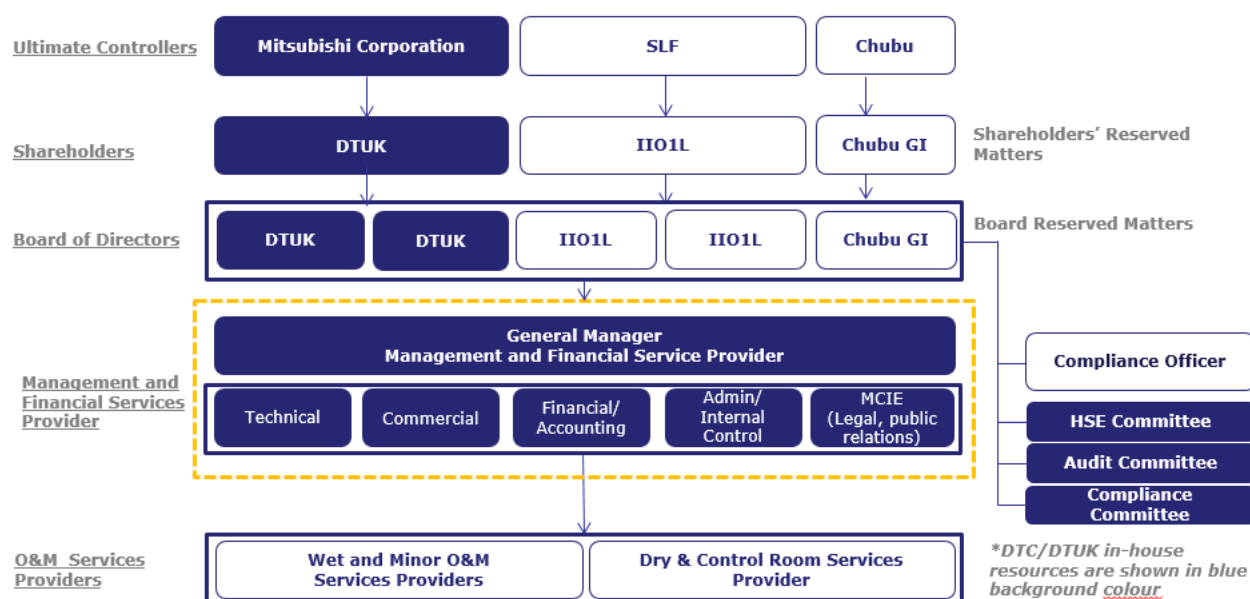 Ultimate Controllers
Mitsubishi Corporation
SLF
Chubu
Shareholders
DTUK
IIO1L
Chubu GI
Shareholders' Reserved
Matters
Board of Directors
DTUK
DTUK
IIO1L
IIO1L
Chubu GI
Board Reserved Matters
Management and
Financial Services
Provider
General Manager
Management and Financial Service Provider
Technical
Commercial
Financial/
Accounting
Admin/
Internal
Control
MCIE
(Legal, public
relations)
Compliance Officer
HSE Committee
Audit Committee
Compliance
Committee
O&M Services
Providers
Wet and Minor O&M
Services Providers
Dry & Control Room Services
Provider
*DTC/DTUK in-house
resources are shown in blue
background colour